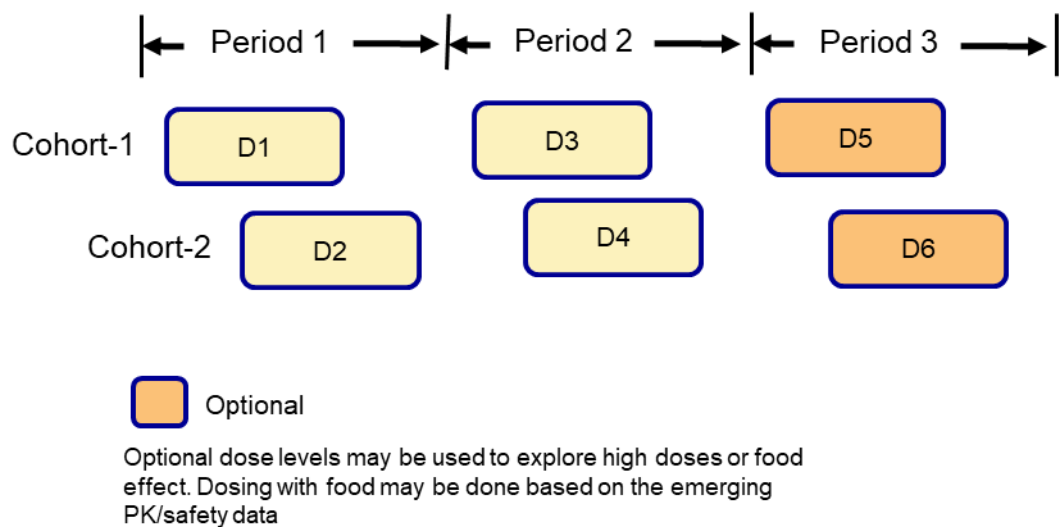 Period 1 Period 2 Period 3
Cohort-1 D1 D3 D5
Cohort-2 D2 D4 D6
Optional
Optional dose levels may be used to explore high doses or food
effect. Dosing with food may be done based on the emerging
PK/safety data